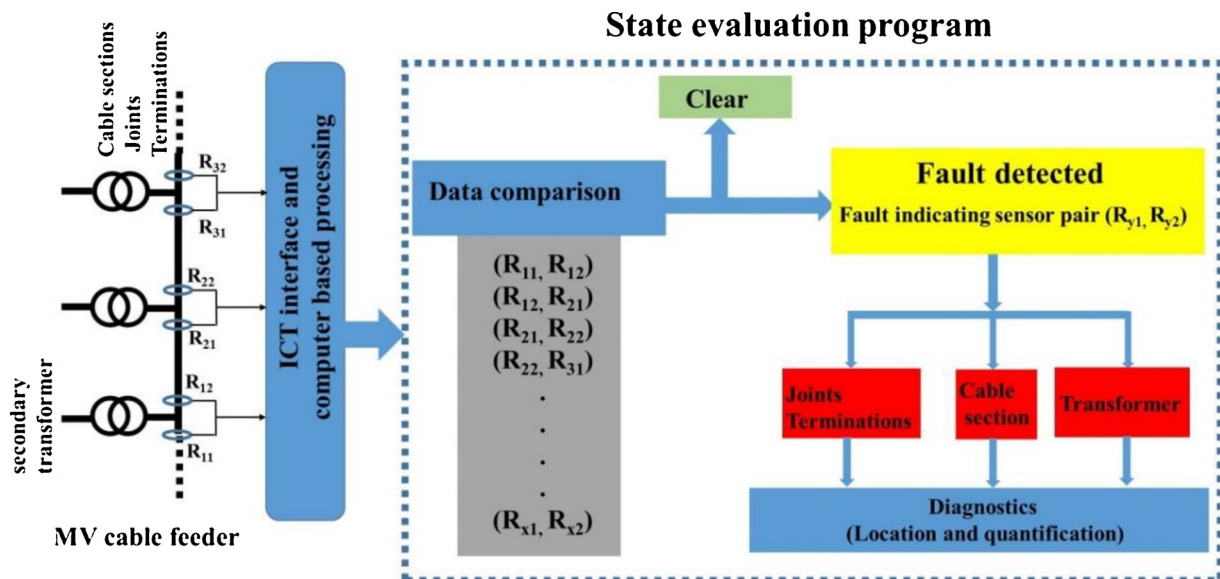 State evaluation program
Cable sections
Joints
Terminations
R32
R31
R22
R21
R12
R11
secondary
transformer
MV cable feeder
ICT interface and
computer based processing
Data comparison
(R11, R12)
(R12, R21)
(R21, R22)
(R22, R31)
.
.
.
.
.
(Rx1, Rx2)
Clear
Fault detected
Fault indicating sensor pair (Ry1, Ry2)
Joints
Terminations
Cable
section
Transformer
Diagnostics
(Location and quantification)